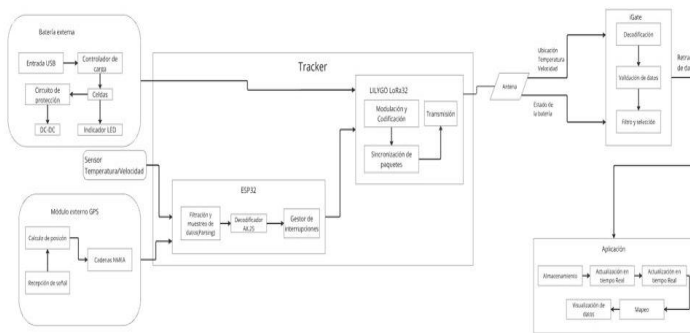 Batería externa
Entrada USB
Controlador de
carga
Circuito de
protección
Celdas
DC-DC
Indicador LED
Sensor
Temperatura/Velocidad
Módulo externo GPS
Calculo de posición
Cadenas NMEA
Recepción de señal
Tracker
LILYGO LoRa32
Modulación y
Codificación
Transmisión
Sincronización de
paquetes
ESP32
Filtración y
muestreo de
datos(Parsing)
Decodificador
AX.25
Gestor de
Interrupciones
Antena
Ubicación
Temperatura
Velocidad
Estado de
la batería
iGate
Decodificación
Validación de datos
Filtro y selección
de da
Aplicación
Almacenamiento
Actualización en
tiempo Real
Actualización en
tiempo Real
Visualización de
datos
Mapeo